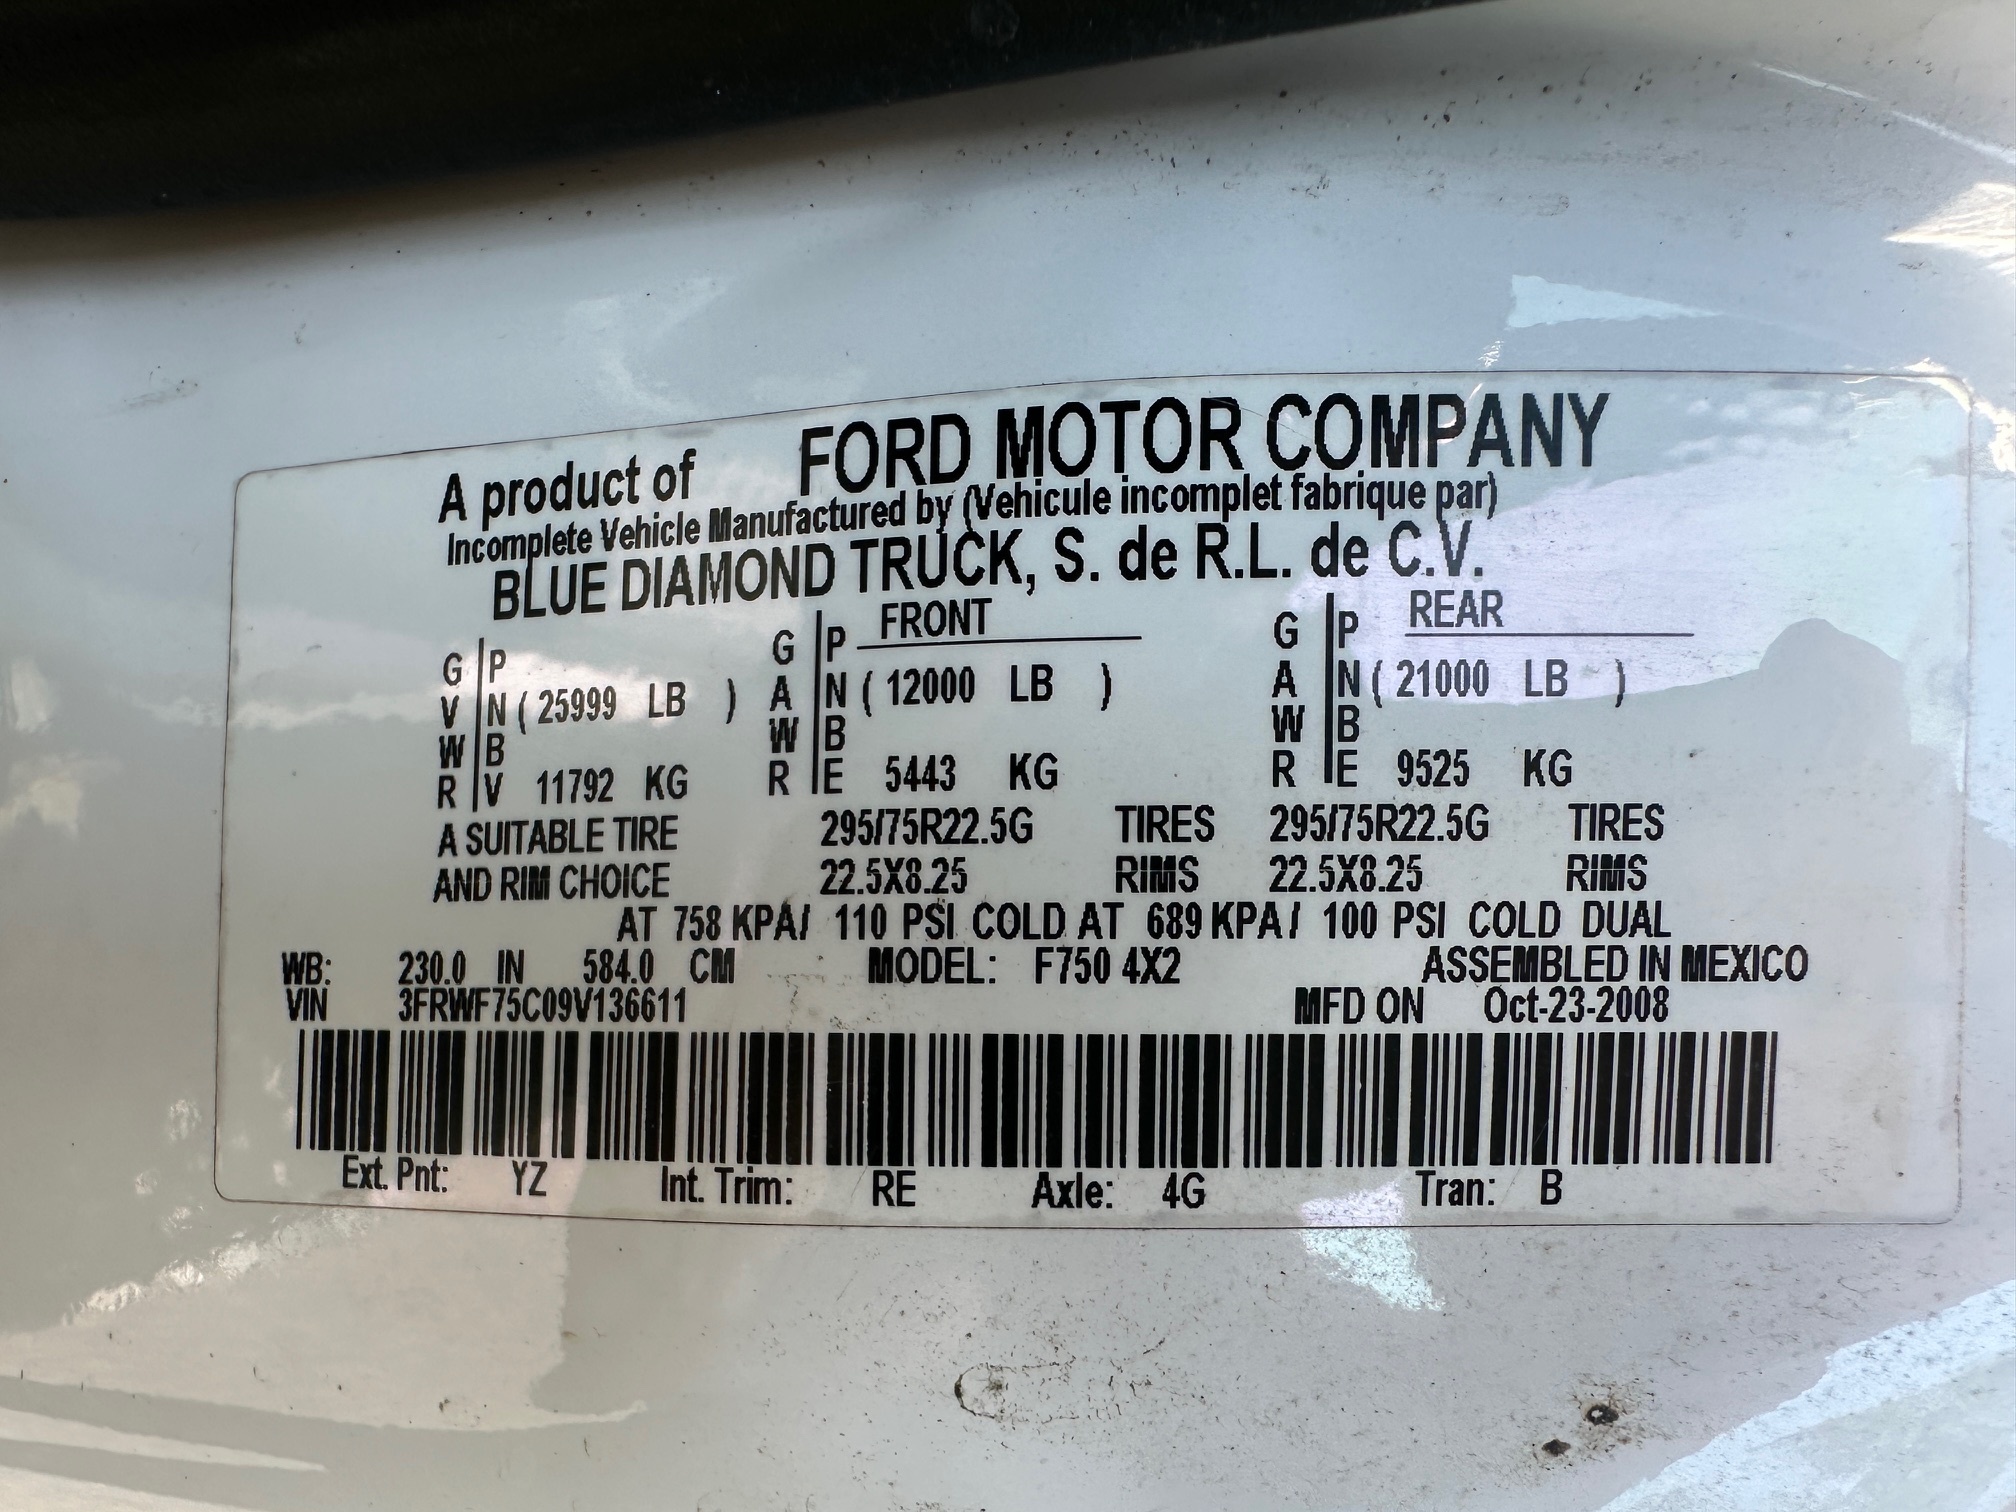 A product of FORD MOTOR COMPANY
Incomplete Vehicle Manufactured by (Vehicule incomplet fabrique par)
BLUE DIAMOND TRUCK, S. de R.L. de C.V.
G P G P FRONT G P REAR
V N ( 25999 LB ) A N ( 12000 LB ) A N ( 21000 LB )
W B W B W B
R V 11792 KG R E 5443 KG R E 9525 KG
A SUITABLE TIRE 295/75R22.5G TIRES 295/75R22.5G TIRES
AND RIM CHOICE 22.5X8.25 RIMS 22.5X8.25 RIMS
AT 758 KPA/ 110 PSI COLD AT 689 KPA/ 100 PSI COLD DUAL
WB: 230.0 IN 584.0 CM MODEL: F750 4X2 ASSEMBLED IN MEXICO
VIN 3FRWF75C09V136611 MFD ON Oct-23-2008
Ext. Pnt: YZ Int. Trim: RE Axle: 4G Tran: B